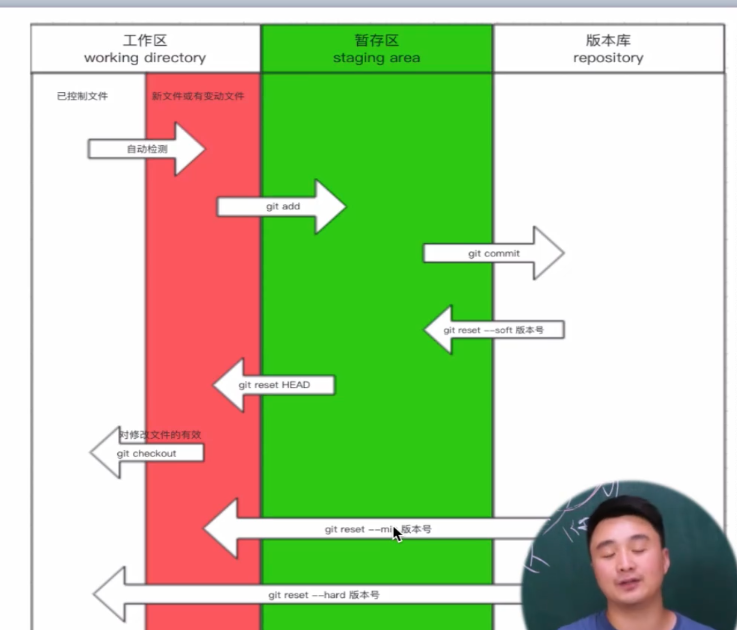 工作区
working directory
暂存区
staging area
版本库
repository
已控制文件
新文件或有变动文件
自动检测
git add
git commit
git reset --soft 版本号
git reset HEAD
对修改文件的有效
git checkout
git reset 版本号
git reset --hard 版本号